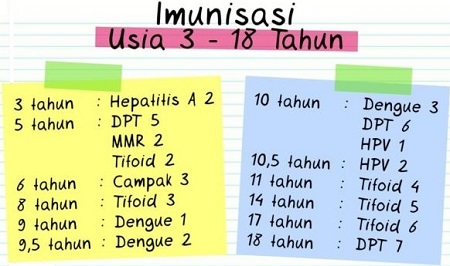 Imunisasi
Usia 3 - 18 Tahun
3 tahun : Hepatitis A 2
5 tahun : DPT 5
MMR 2
Tifoid 2
6 tahun : Campak 3
8 tahun : Tifoid 3
9 tahun : Dengue 1
9,5 tahun : Dengue 2
10 tahun : Dengue 3
DPT 6
HPV 1
10,5 tahun : HPV 2
11 tahun : Tifoid 4
14 tahun : Tifoid 5
17 tahun : Tifoid 6
18 tahun : DPT 7